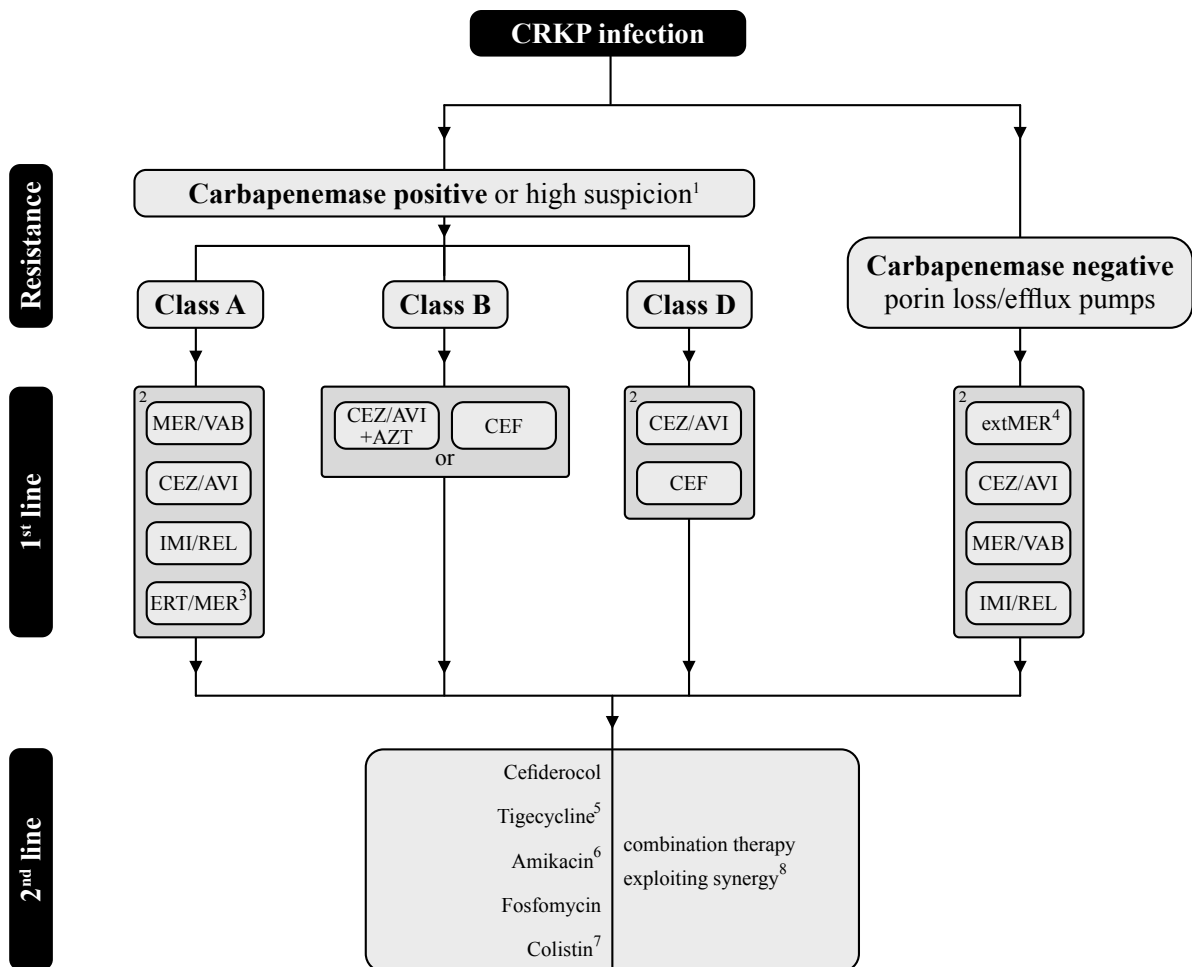 CRKP infection
Resistance
Carbapenemase positive or high suspicion¹
Carbapenemase negative
porin loss/efflux pumps
Class A
Class B
Class D
1st line
2
MER/VAB
CEZ/AVI
IMI/REL
ERT/MER³
CEZ/AVI
+AZT
CEF
or
2
CEZ/AVI
CEF
2
extMER⁴
CEZ/AVI
MER/VAB
IMI/REL
2nd line
Cefiderocol
Tigecycline⁵
Amikacin⁶
Fosfomycin
Colistin⁷
combination therapy
exploiting synergy⁸